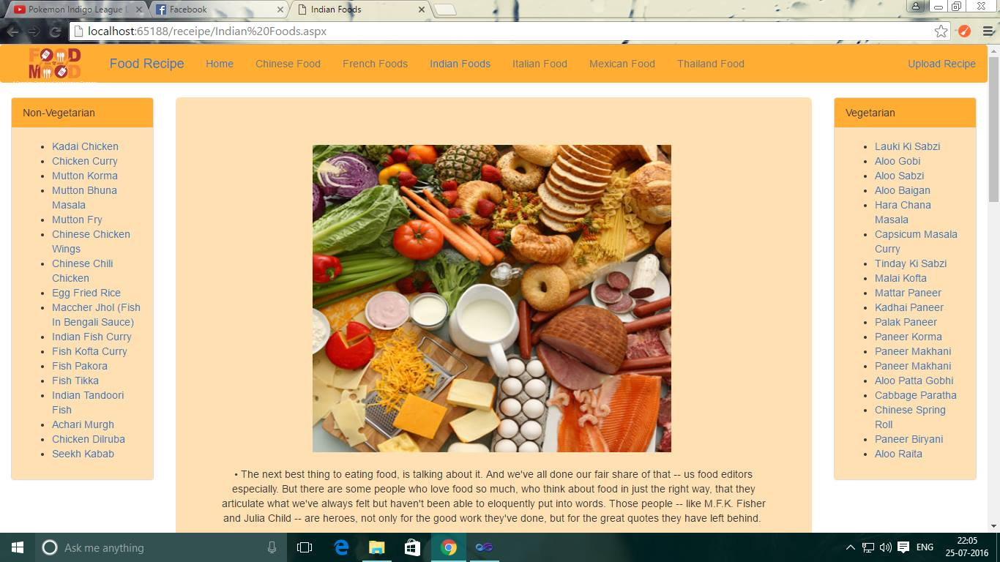 Pokemon Indigo League
Facebook
Indian Foods
localhost:65188/receipe/Indian%20Foods.aspx
FOOD
MOOD
Food Recipe
Home
Chinese Food
French Foods
Indian Foods
Italian Food
Mexican Food
Thailand Food
Upload Recipe
Non-Vegetarian
• Kadai Chicken
• Chicken Curry
• Mutton Korma
• Mutton Bhuna
Masala
• Mutton Fry
• Chinese Chicken
Wings
• Chinese Chili
Chicken
• Egg Fried Rice
• Maccher Jhol (Fish
In Bengali Sauce)
• Indian Fish Curry
• Fish Kofta Curry
• Fish Pakora
• Fish Tikka
• Indian Tandoori
Fish
• Achari Murgh
• Chicken Dilruba
• Seekh Kabab
• The next best thing to eating food, is talking about it. And we've all done our fair share of that -- us food editors
especially. But there are some people who love food so much, who think about food in just the right way, that they
articulate what we've always felt but haven't been able to eloquently put into words. Those people -- like M.F.K. Fisher
and Julia Child -- are heroes, not only for the good work they've done, but for the great quotes they have left behind.
Vegetarian
• Lauki Ki Sabzi
• Aloo Gobi
• Aloo Sabzi
• Aloo Baigan
• Hara Chana
Masala
• Capsicum Masala
Curry
• Tinday Ki Sabzi
• Malai Kofta
• Mattar Paneer
• Kadhai Paneer
• Palak Paneer
• Paneer Korma
• Paneer Makhani
• Paneer Makhani
• Aloo Patta Gobhi
• Cabbage Paratha
• Chinese Spring
Roll
• Paneer Biryani
• Aloo Raita
Ask me anything
ENG
22:05
25-07-2016